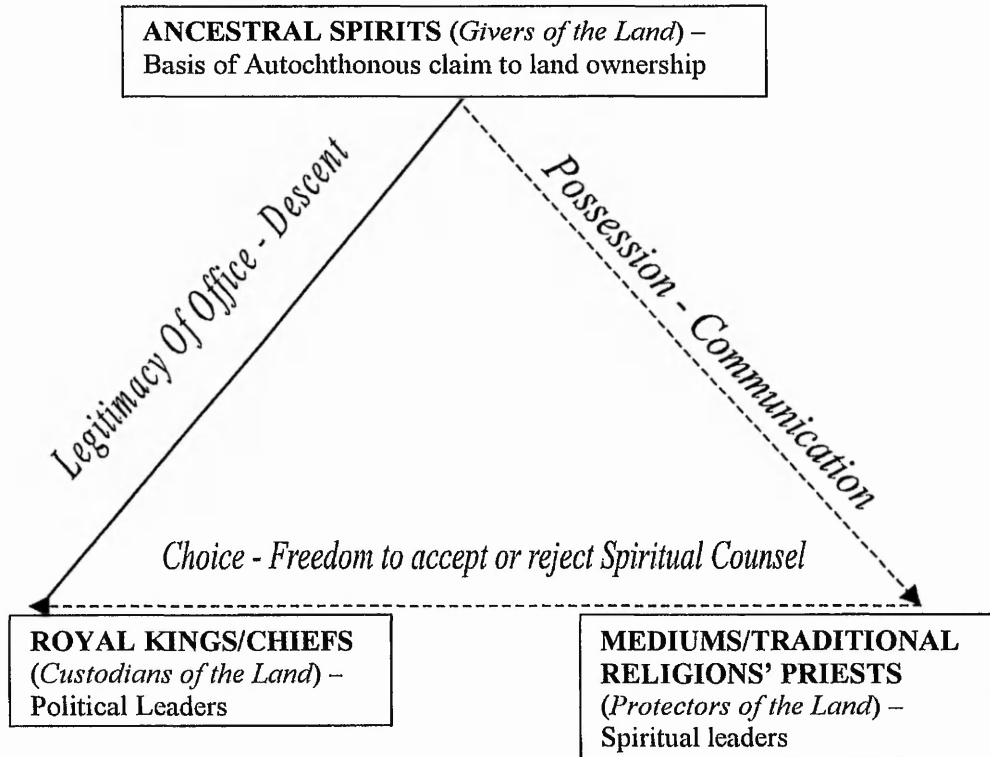 ANCESTRAL SPIRITS (Givers of the Land) –
Basis of Autochthonous claim to land ownership
Legitimacy Of Office - Descent
Possession - Communication
Choice - Freedom to accept or reject Spiritual Counsel
ROYAL KINGS/CHIEFS
(Custodians of the Land) –
Political Leaders
MEDIUMS/TRADITIONAL
RELIGIONS’ PRIESTS
(Protectors of the Land) –
Spiritual leaders